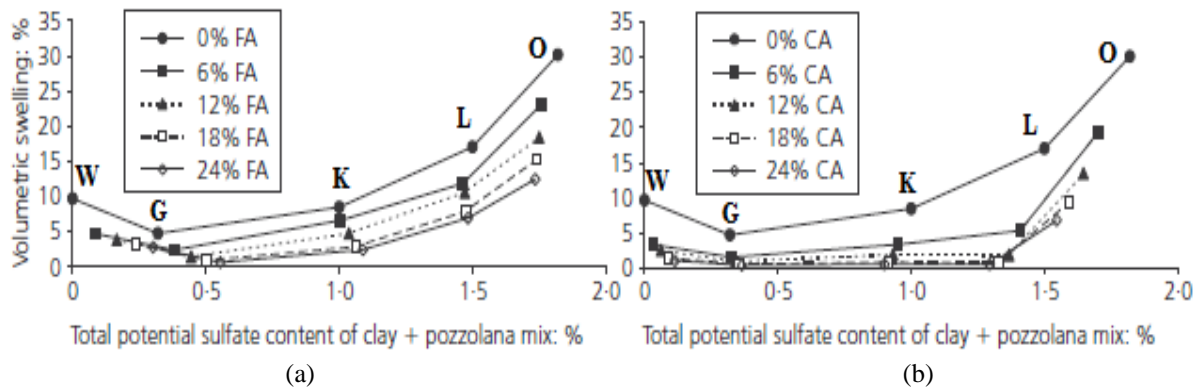 Volumetric swelling: %
35
30
25
20
15
10
5
0
0% FA
6% FA
12% FA
18% FA
24% FA
W
G
K
L
O
0 0·5 1·0 1·5 2·0
Total potential sulfate content of clay + pozzolana mix: %
(a)
35
30
25
20
15
10
5
0
0% CA
6% CA
12% CA
18% CA
24% CA
W
G
K
L
O
0 0·5 1·0 1·5 2·0
Total potential sulfate content of clay + pozzolana mix: %
(b)